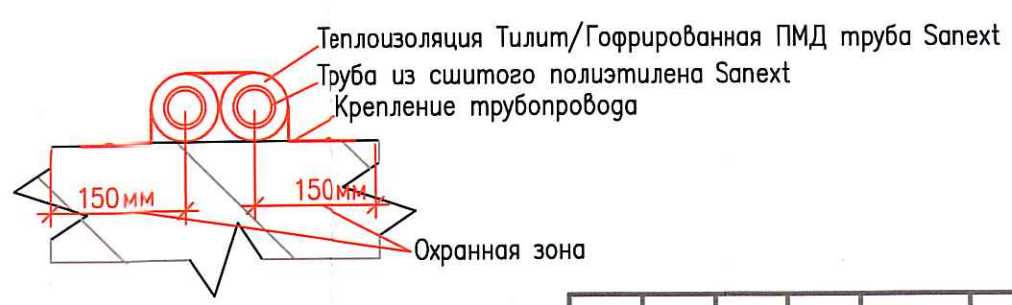 Теплоизоляция Тилит/Гофрированная ПМД труба Sanext
Труба из сшитого полиэтилена Sanext
Крепление трубопровода
150мм
150мм
Охранная зона